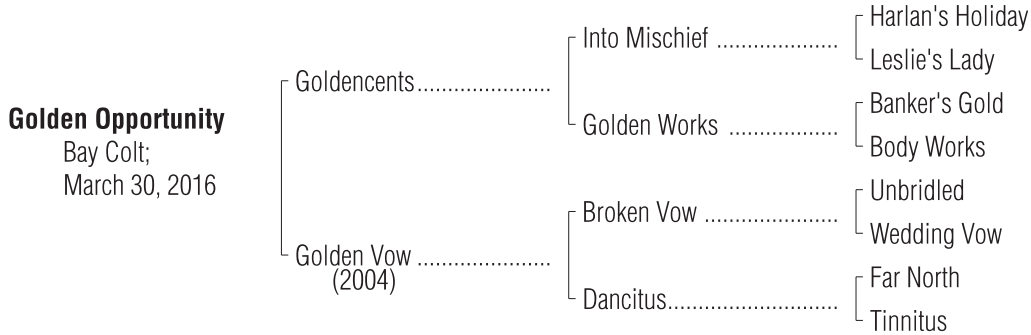 Harlan's Holiday
Into Mischief ....................
Leslie's Lady
Goldencents......................
Banker's Gold
Golden Works ..................
Body Works
Golden Opportunity
Bay Colt;
March 30, 2016
Unbridled
Broken Vow ......................
Wedding Vow
Golden Vow ......................
(2004)
Far North
Dancitus............................
Tinnitus